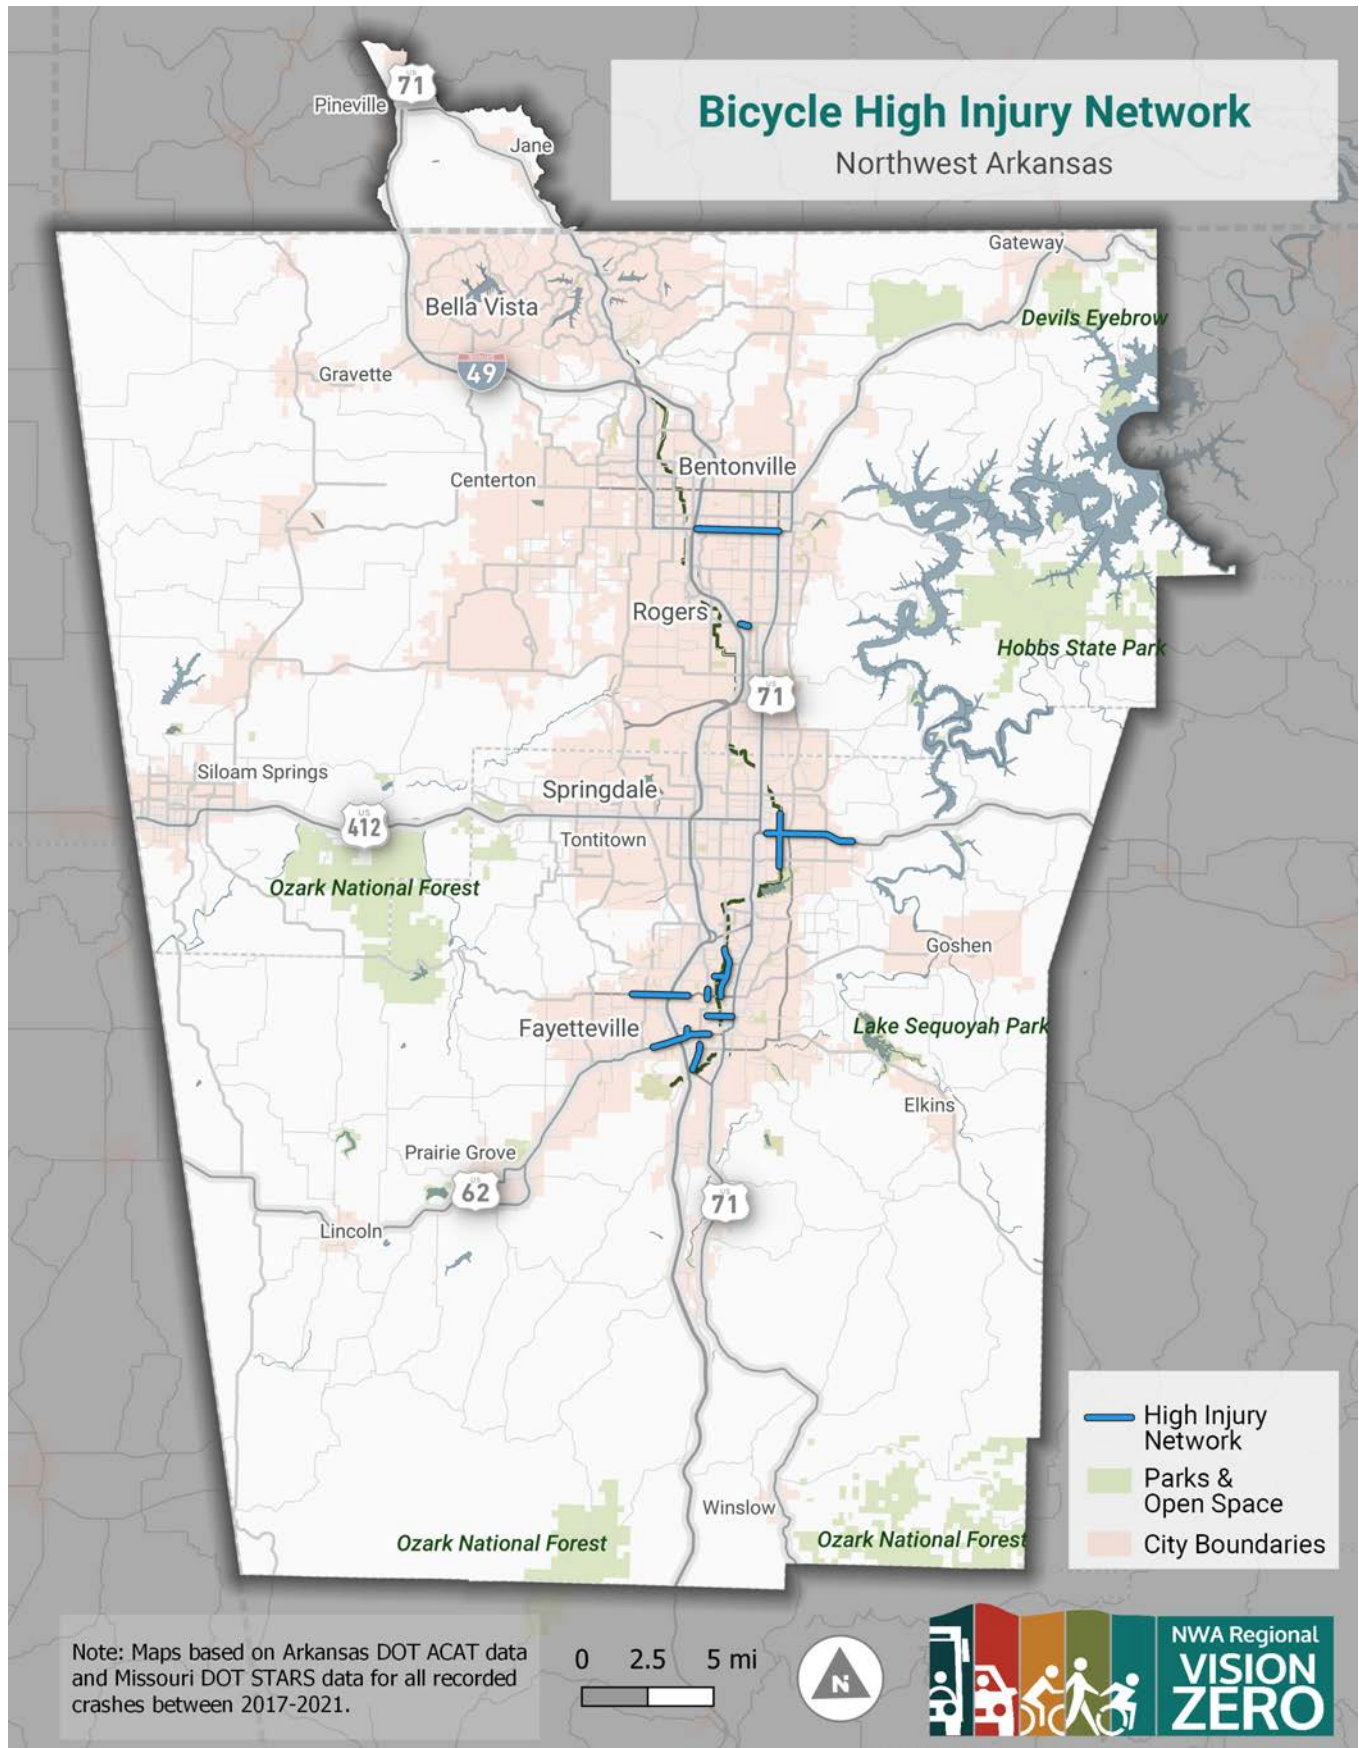 Bicycle High Injury Network
Northwest Arkansas
US
71
Pineville
Jane
Gateway
Bella Vista
Devils Eyebrow
49
Gravette
Bentonville
Centerton
Rogers
Hobbs State Park
71
Siloam Springs
Springdale
US
412
Tontitown
Ozark National Forest
Goshen
Fayetteville
Lake Sequoyah Park
Elkins
Prairie Grove
US
62
US
71
Lincoln
Winslow
Ozark National Forest
Ozark National Forest
High Injury
Network
Parks &
Open Space
City Boundaries
Note: Maps based on Arkansas DOT ACAT data
and Missouri DOT STARS data for all recorded
crashes between 2017-2021.
0 2.5 5 mi
N
NWA Regional
VISION
ZERO